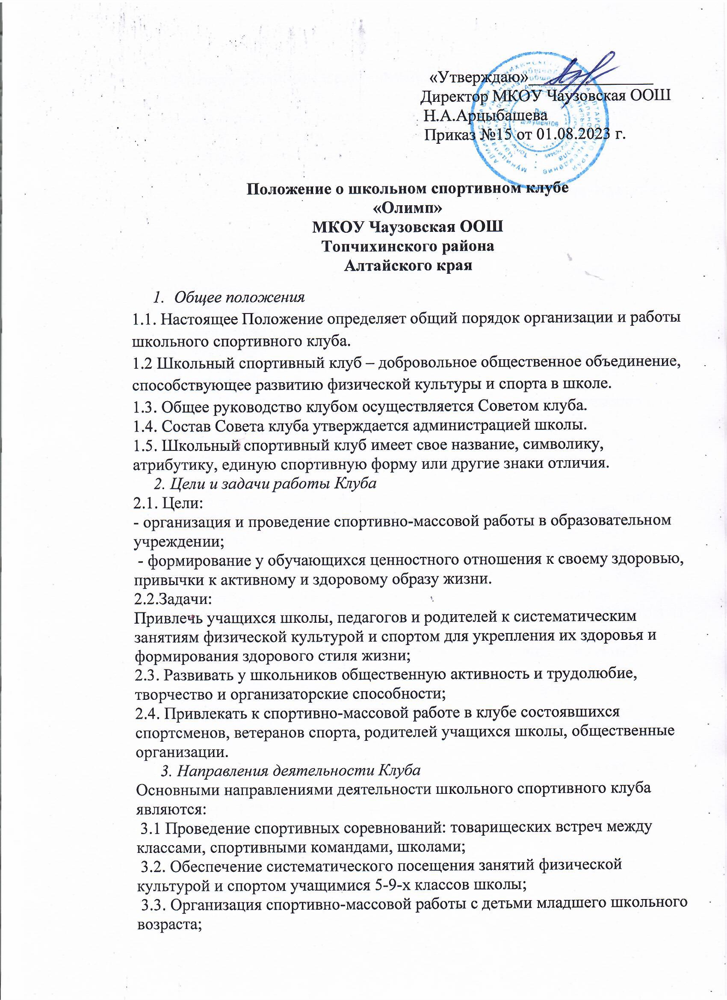 «Утверждаю»
Директор МКОУ Чаузовская ООШ
Н.А.Арцыбашева
Приказ №15 от 01.08.2023 г.
Для
документов
Положение о школьном спортивном клубе
«Олимп»
МКОУ Чаузовская ООШ
Топчихинского района
Алтайского края
1. Общее положения
1.1. Настоящее Положение определяет общий порядок организации и работы
школьного спортивного клуба.
1.2 Школьный спортивный клуб – добровольное общественное объединение,
способствующее развитию физической культуры и спорта в школе.
1.3. Общее руководство клубом осуществляется Советом клуба.
1.4. Состав Совета клуба утверждается администрацией школы.
1.5. Школьный спортивный клуб имеет свое название, символику,
атрибутику, единую спортивную форму или другие знаки отличия.
2. Цели и задачи работы Клуба
2.1. Цели:
- организация и проведение спортивно-массовой работы в образовательном
учреждении;
- формирование у обучающихся ценностного отношения к своему здоровью,
привычки к активному и здоровому образу жизни.
2.2.Задачи:
Привлечь учащихся школы, педагогов и родителей к систематическим
занятиям физической культурой и спортом для укрепления их здоровья и
формирования здорового стиля жизни;
2.3. Развивать у школьников общественную активность и трудолюбие,
творчество и организаторские способности;
2.4. Привлекать к спортивно-массовой работе в клубе состоявшихся
спортсменов, ветеранов спорта, родителей учащихся школы, общественные
организации.
3. Направления деятельности Клуба
Основными направлениями деятельности школьного спортивного клуба
являются:
3.1 Проведение спортивных соревнований: товарищеских встреч между
классами, спортивными командами, школами;
3.2. Обеспечение систематического посещения занятий физической
культурой и спортом учащимися 5-9-х классов школы;
3.3. Организация спортивно-массовой работы с детьми младшего школьного
возраста;